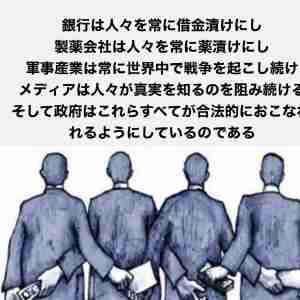 銀行は人々を常に借金漬けにし
製薬会社は人々を常に薬漬けにし
軍事産業は常に世界中で戦争を起こし続け
メディアは人々が真実を知るのを阻み続ける
そして政府はこれらすべてが合法的におこなわ
れるようにしているのである